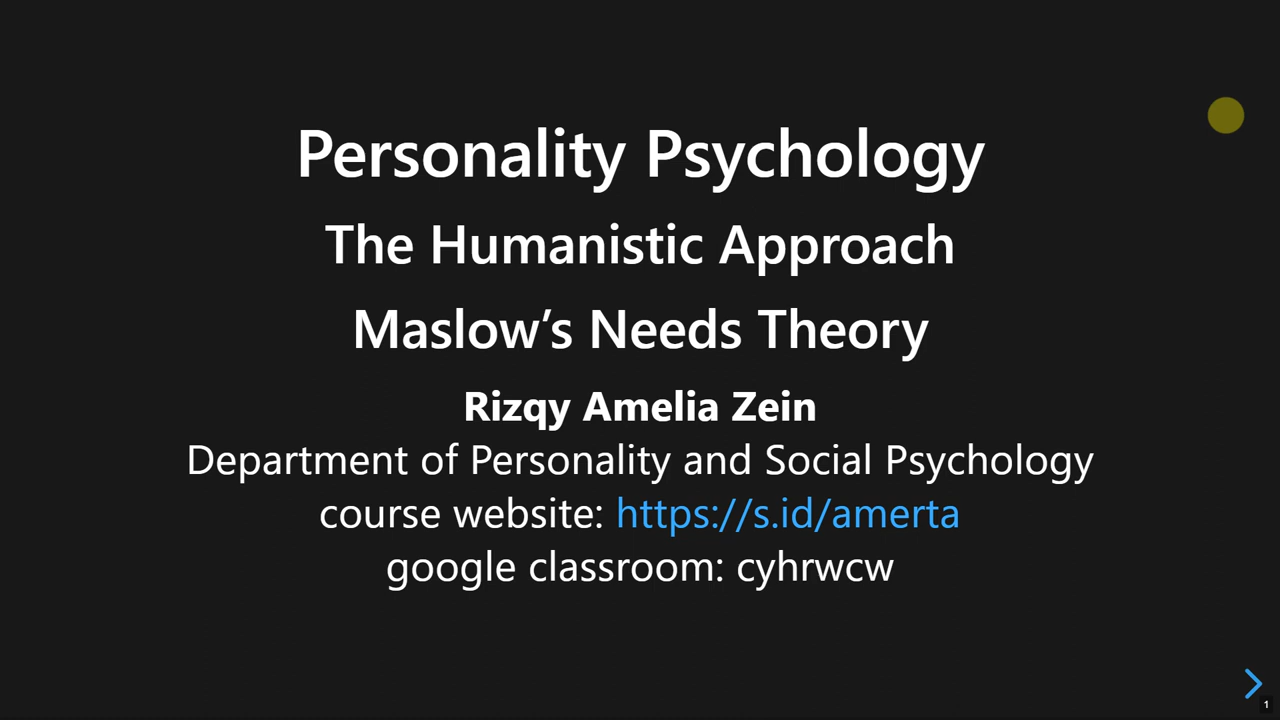 Personality Psychology
The Humanistic Approach
Maslow’s Needs Theory
Rizqy Amelia Zein
Department of Personality and Social Psychology
course website: https://s.id/amerta
google classroom: cyhrwcw
1